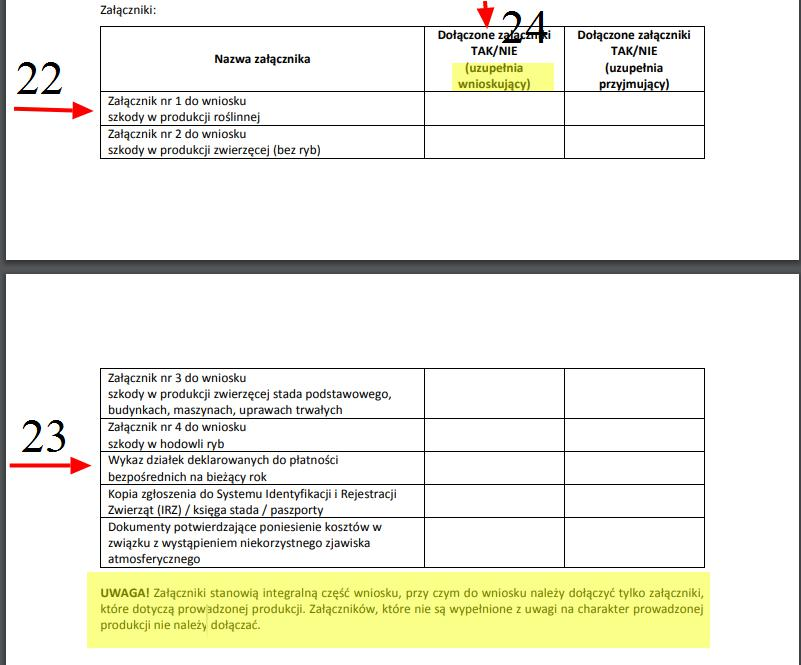 Załączniki:
24
Nazwa załącznika
Dołączone załączniki
TAK/NIE
(uzupełnia
wnioskujący)
Dołączone załączniki
TAK/NIE
(uzupełnia
przyjmujący)
22
Załącznik nr 1 do wniosku
szkody w produkcji roślinnej
Załącznik nr 2 do wniosku
szkody w produkcji zwierzęcej (bez ryb)
Załącznik nr 3 do wniosku
szkody w produkcji zwierzęcej stada podstawowego,
budynkach, maszynach, uprawach trwałych
23
Załącznik nr 4 do wniosku
szkody w hodowli ryb
Wykaz działek deklarowanych do płatności
bezpośrednich na bieżący rok
Kopia zgłoszenia do Systemu Identyfikacji i Rejestracji
Zwierząt (IRZ) / księga stada / paszporty
Dokumenty potwierdzające poniesienie kosztów w
związku z wystąpieniem niekorzystnego zjawiska
atmosferycznego
UWAGA! Załączniki stanowią integralną część wniosku, przy czym do wniosku należy dołączyć tylko załączniki,
które dotyczą prowadzonej produkcji. Załączników, które nie są wypełnione z uwagi na charakter prowadzonej
produkcji nie należy dołączać.